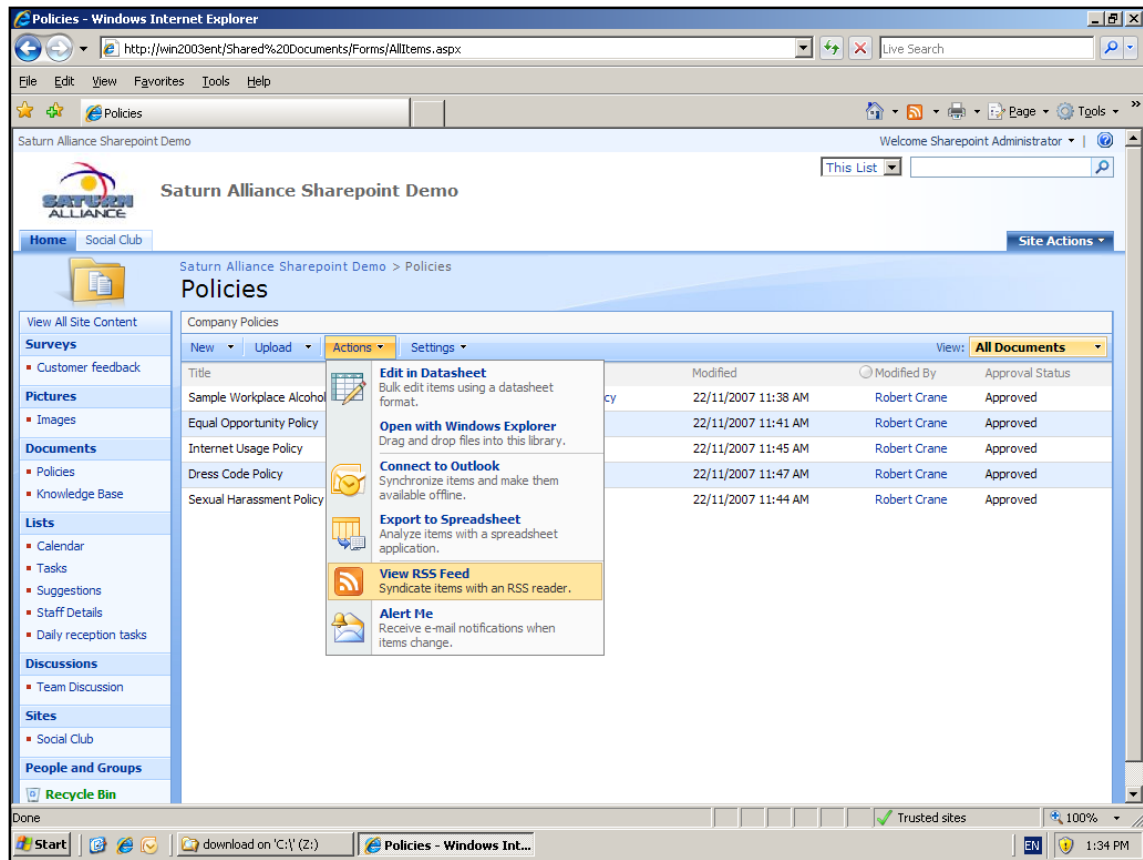 Policies - Windows Internet Explorer
http://win2003ent/Shared%20Documents/Forms/AllItems.aspx
Live Search
File Edit View Favorites Tools Help
Policies
Page Tools »
Saturn Alliance Sharepoint Demo
Welcome Sharepoint Administrator
This List
SATURN
ALLIANCE
Saturn Alliance Sharepoint Demo
Home Social Club
Site Actions
Saturn Alliance Sharepoint Demo > Policies
Policies
View All Site Content
Surveys
Customer feedback
Pictures
Images
Documents
Policies
Knowledge Base
Lists
Calendar
Tasks
Suggestions
Staff Details
Daily reception tasks
Discussions
Team Discussion
Sites
Social Club
People and Groups
Recycle Bin
Company Policies
New Upload Actions Settings
View: All Documents
Title Modified Modified By Approval Status
Sample Workplace Alcohol cy 22/11/2007 11:38 AM Robert Crane Approved
Equal Opportunity Policy 22/11/2007 11:41 AM Robert Crane Approved
Internet Usage Policy 22/11/2007 11:45 AM Robert Crane Approved
Dress Code Policy 22/11/2007 11:47 AM Robert Crane Approved
Sexual Harassment Policy 22/11/2007 11:44 AM Robert Crane Approved
Edit in Datasheet
Bulk edit items using a datasheet
format.
Open with Windows Explorer
Drag and drop files into this library.
Connect to Outlook
Synchronize items and make them
available offline.
Export to Spreadsheet
Analyze items with a spreadsheet
application.
View RSS Feed
Syndicate items with an RSS reader.
Alert Me
Receive e-mail notifications when
items change.
Done
Trusted sites
100%
Start
download on 'C:\' (Z:)
Policies - Windows Int...
EN
1:34 PM